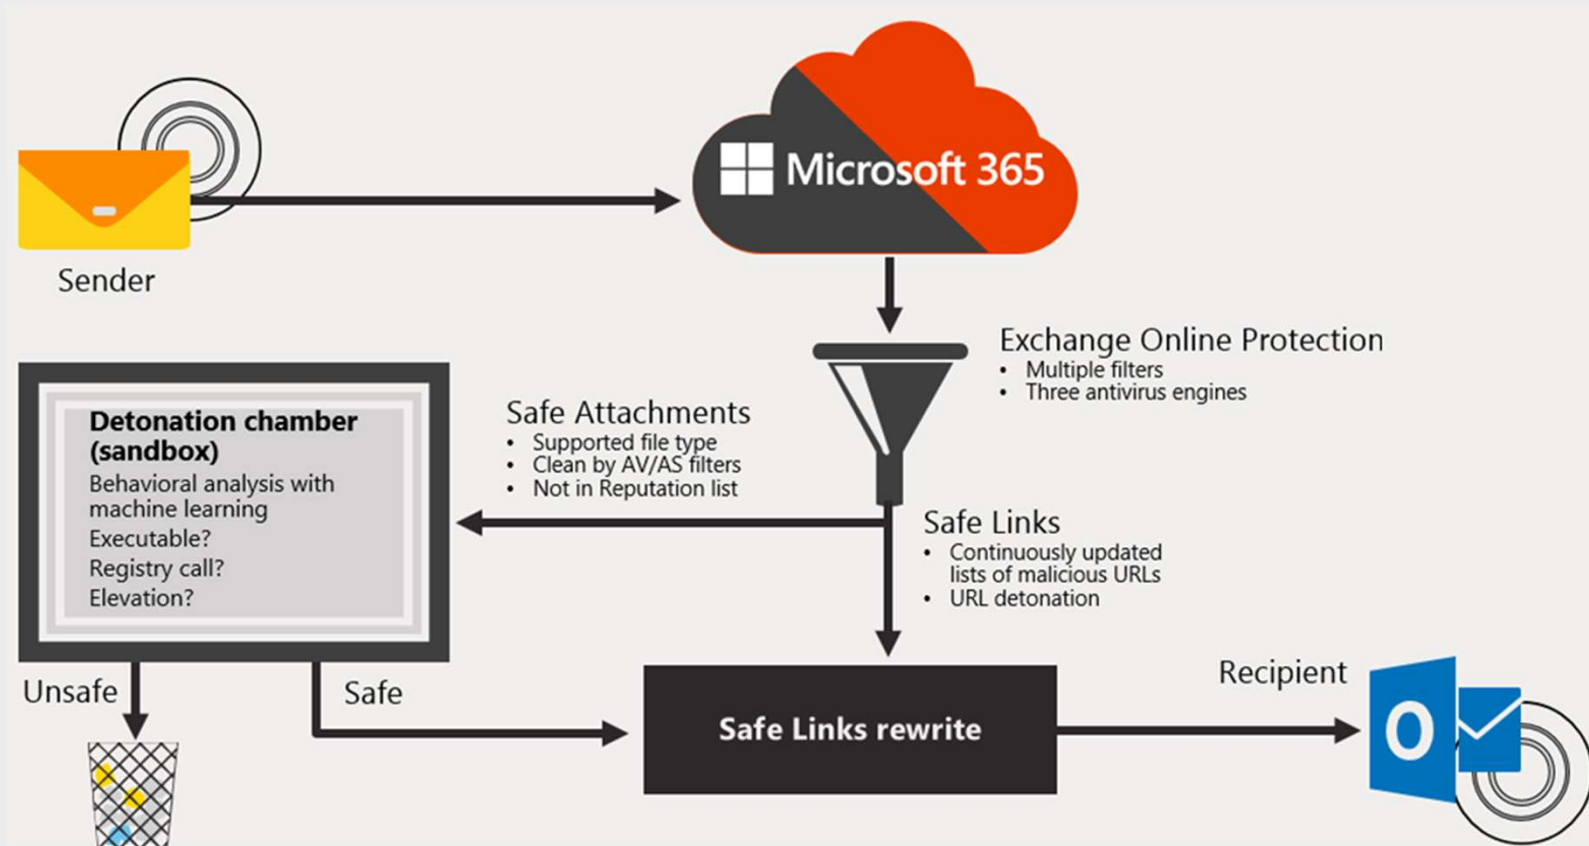 Microsoft 365
Sender
Exchange Online Protection
• Multiple filters
• Three antivirus engines
Safe Attachments
• Supported file type
• Clean by AV/AS filters
• Not in Reputation list
Detonation chamber
(sandbox)
Behavioral analysis with
machine learning
Executable?
Registry call?
Elevation?
Safe Links
• Continuously updated
lists of malicious URLs
• URL detonation
Unsafe
Safe
Safe Links rewrite
Recipient
O